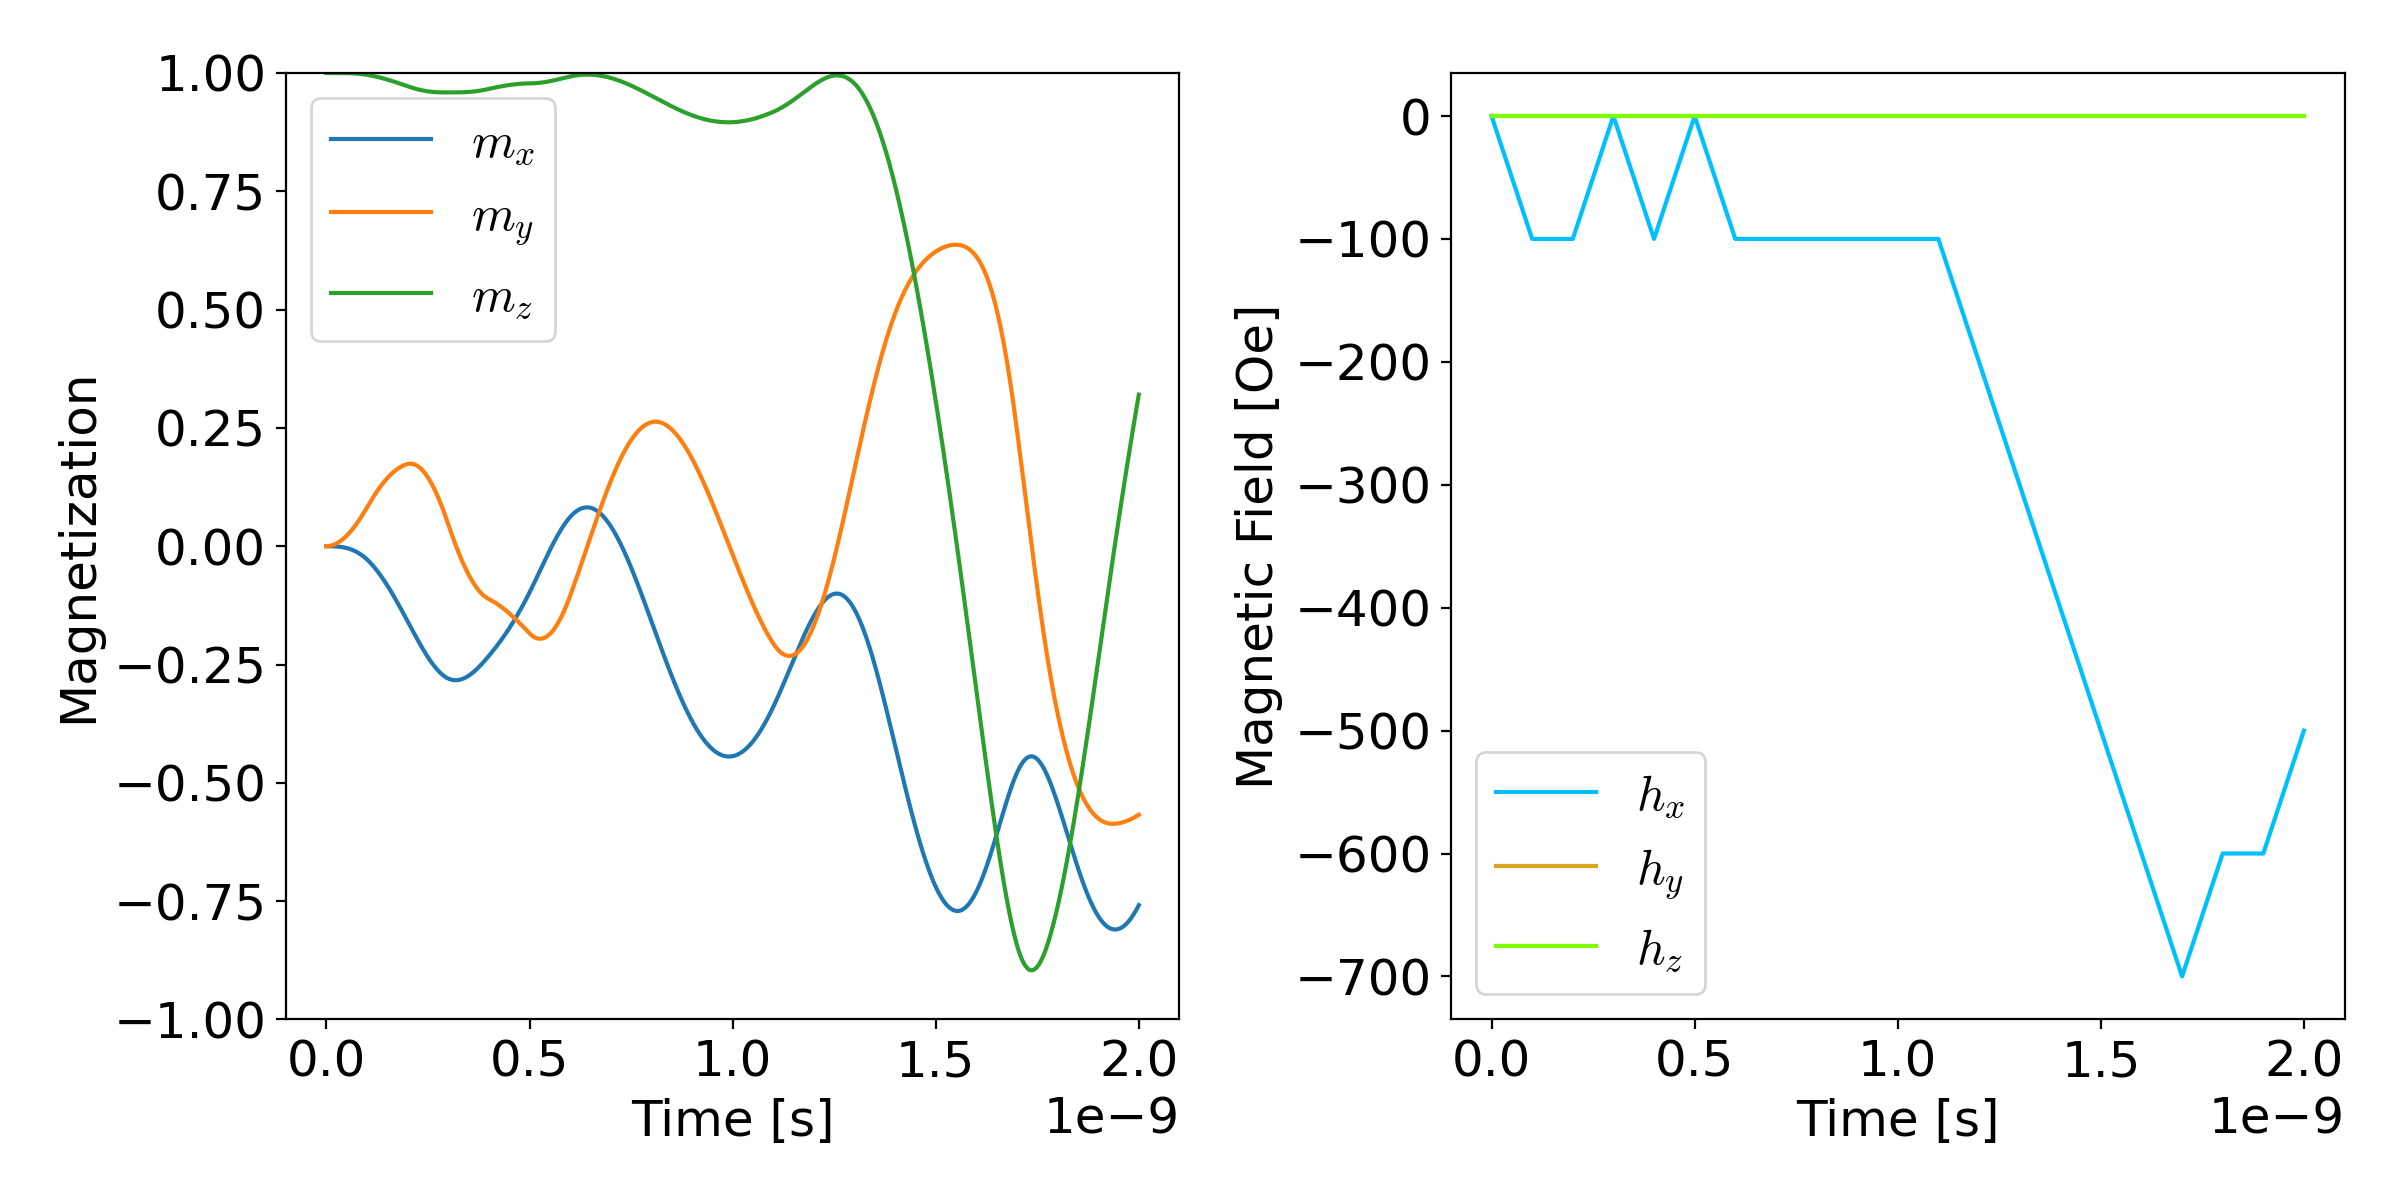 1.00
0.75
0.50
0.25
0.00
−0.25
−0.50
−0.75
−1.00
Magnetization
m_x
m_y
m_z
0.0 0.5 1.0 1.5 2.0
Time [s]
1e−9
0
−100
−200
−300
−400
−500
−600
−700
Magnetic Field [Oe]
h_x
h_y
h_z
0.0 0.5 1.0 1.5 2.0
Time [s]
1e−9